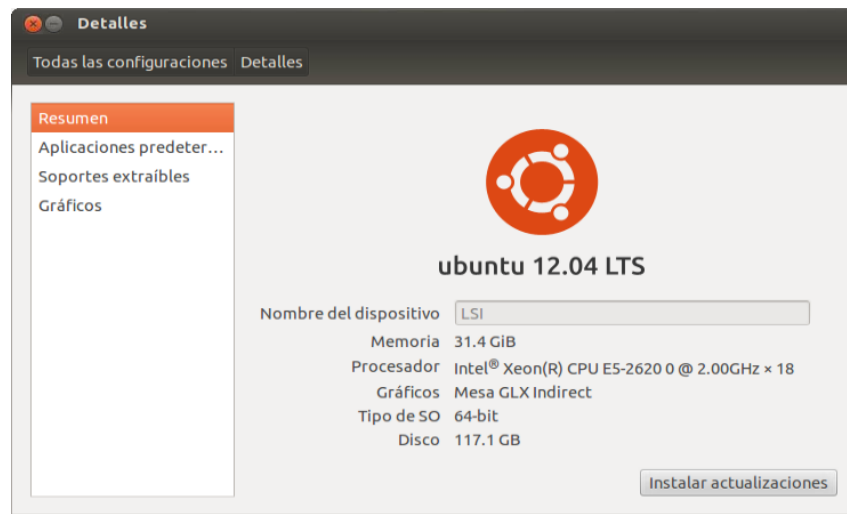 Detalles
Todas las configuraciones Detalles
Resumen
Aplicaciones predeter...
Soportes extraíbles
Gráficos
ubuntu 12.04 LTS
Nombre del dispositivo LSI
Memoria 31.4 GiB
Procesador Intel® Xeon(R) CPU E5-2620 0 @ 2.00GHz × 18
Gráficos Mesa GLX Indirect
Tipo de SO 64-bit
Disco 117.1 GB
Instalar actualizaciones